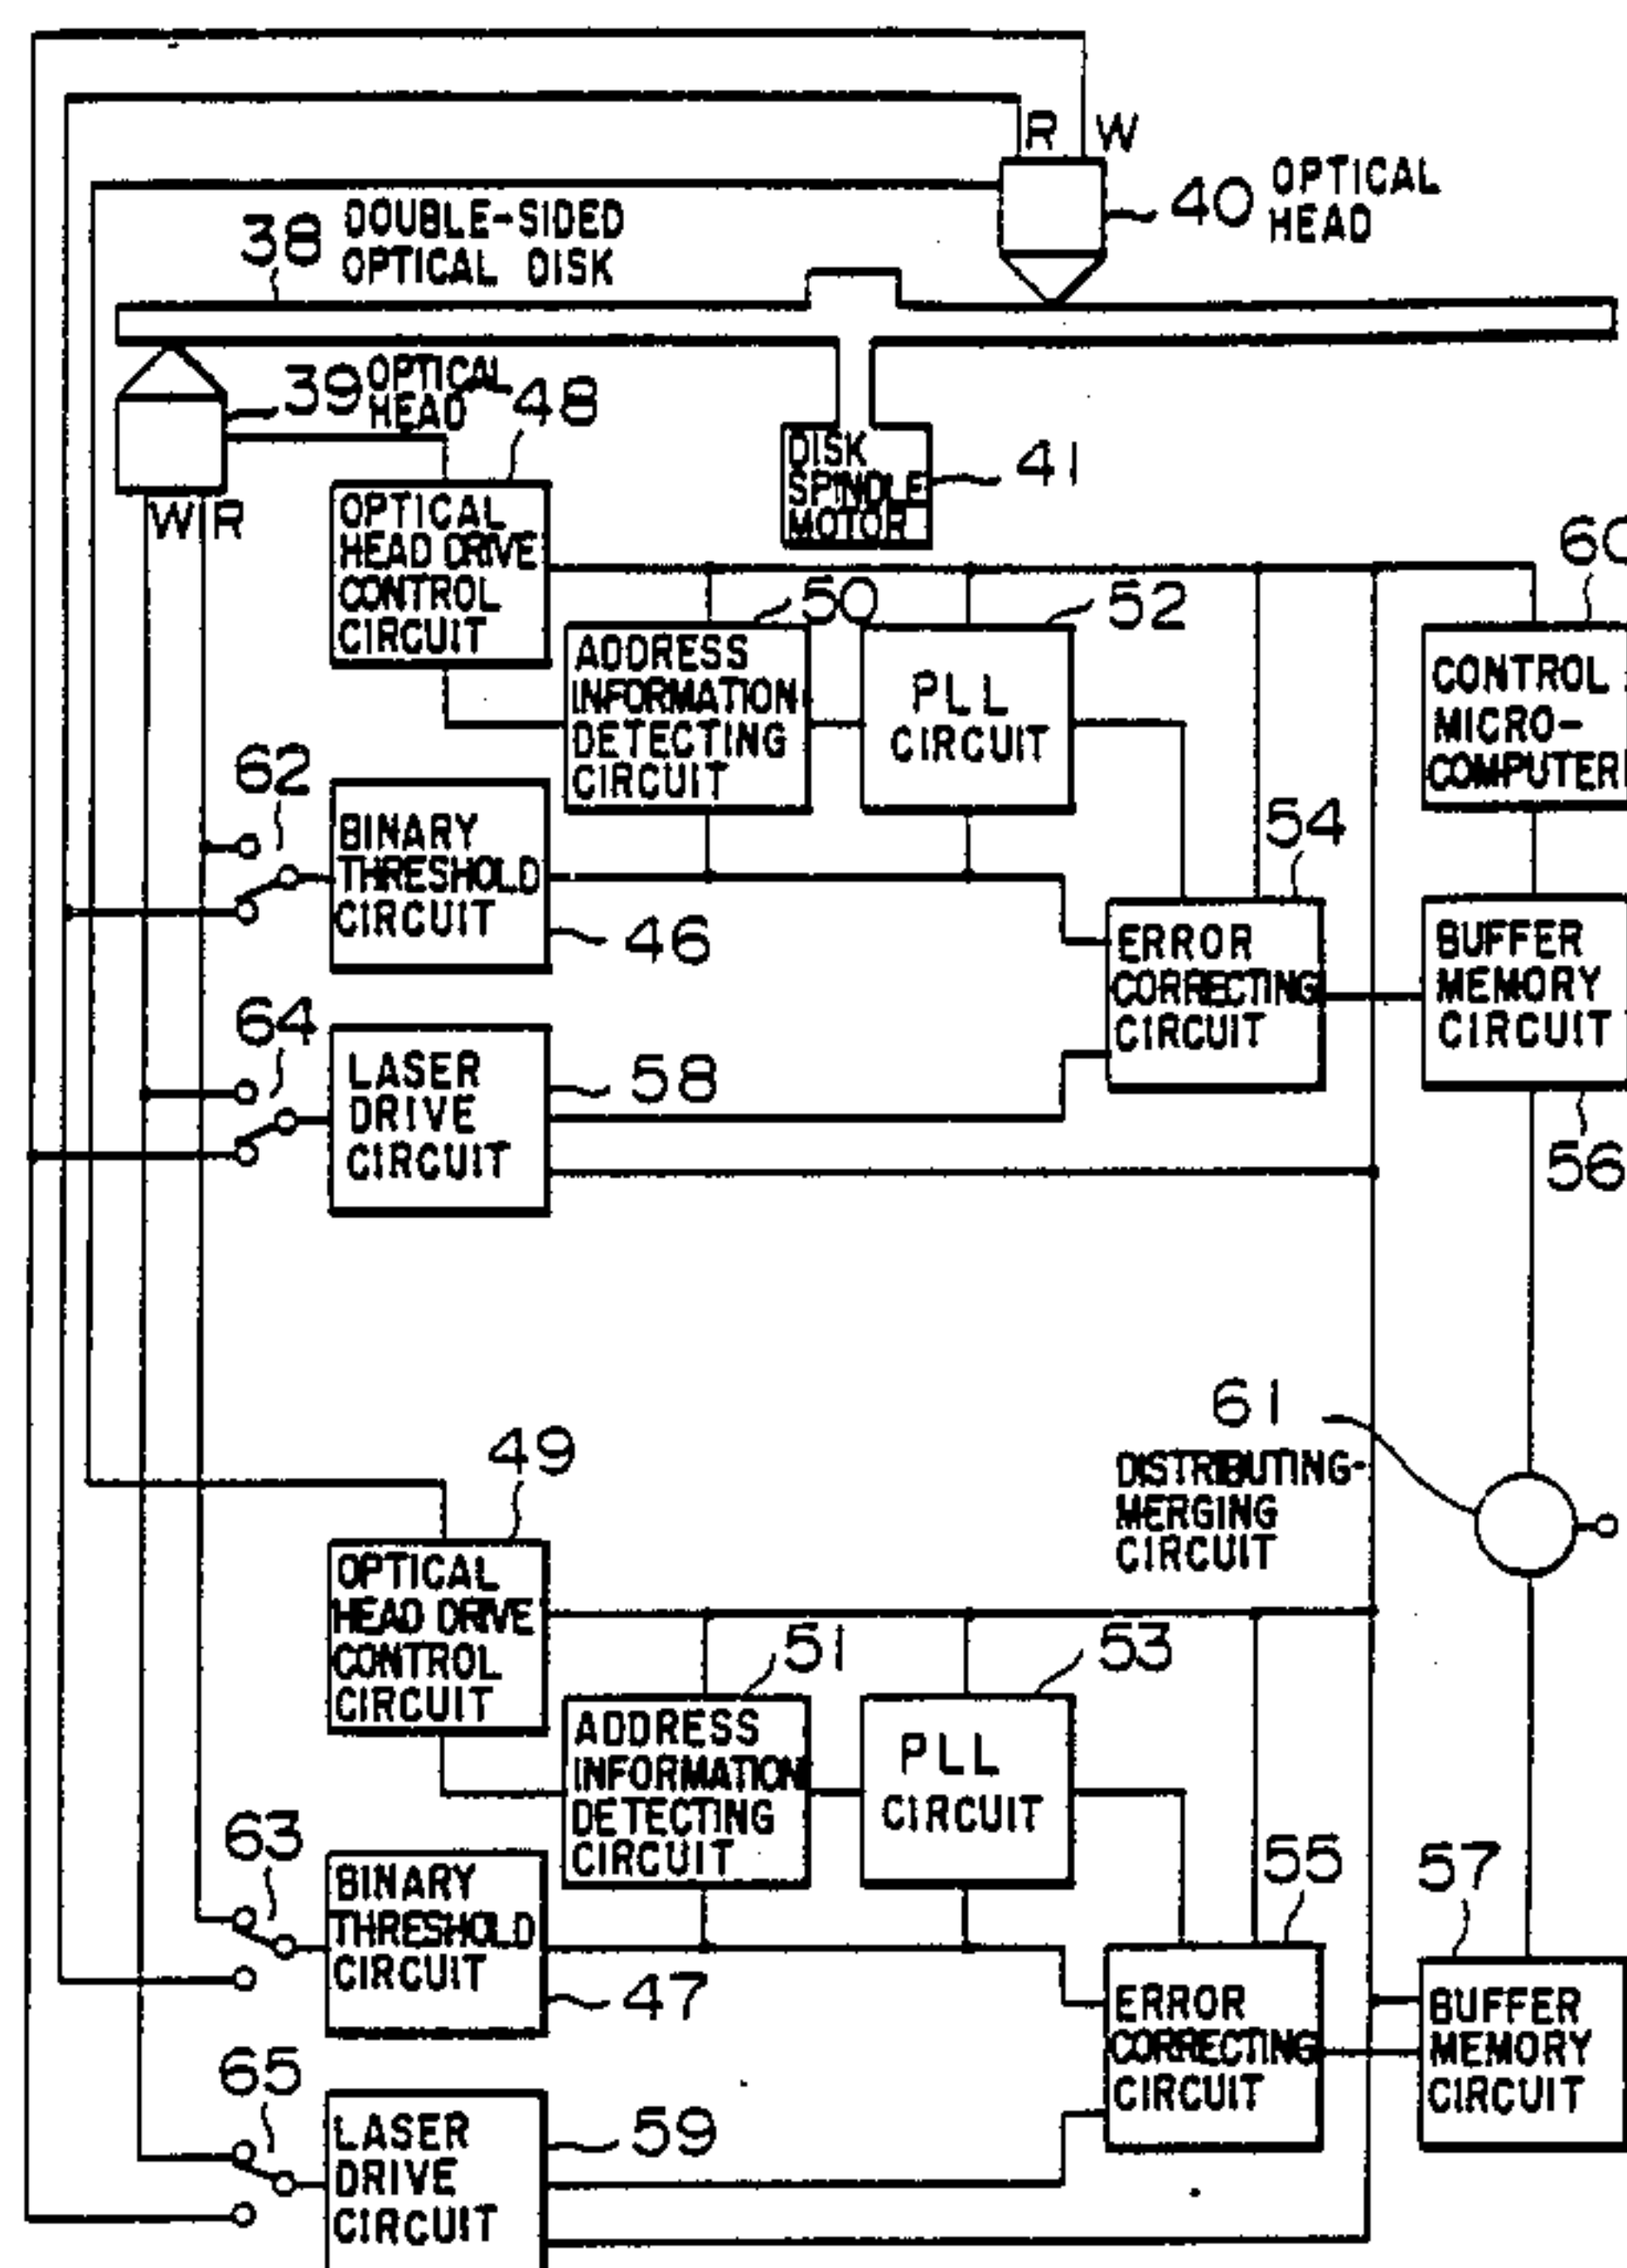 R W
40 OPTICAL
HEAD
38 DOUBLE-SIDED
OPTICAL DISK
39 OPTICAL
HEAD
48
DISK
SPINDLE
MOTOR
41
W R
OPTICAL
HEAD DRIVE
CONTROL
CIRCUIT
60
50
52
ADDRESS
INFORMATION
DETECTING
CIRCUIT
PLL
CIRCUIT
CONTROL
MICRO-
COMPUTER
62
BINARY
THRESHOLD
CIRCUIT
46
54
ERROR
CORRECTING
CIRCUIT
BUFFER
MEMORY
CIRCUIT
56
64
LASER
DRIVE
CIRCUIT
58
61
DISTRIBUTING-
MERGING
CIRCUIT
49
OPTICAL
HEAD DRIVE
CONTROL
CIRCUIT
51
53
ADDRESS
INFORMATION
DETECTING
CIRCUIT
PLL
CIRCUIT
63
BINARY
THRESHOLD
CIRCUIT
47
55
ERROR
CORRECTING
CIRCUIT
57
BUFFER
MEMORY
CIRCUIT
65
LASER
DRIVE
CIRCUIT
59